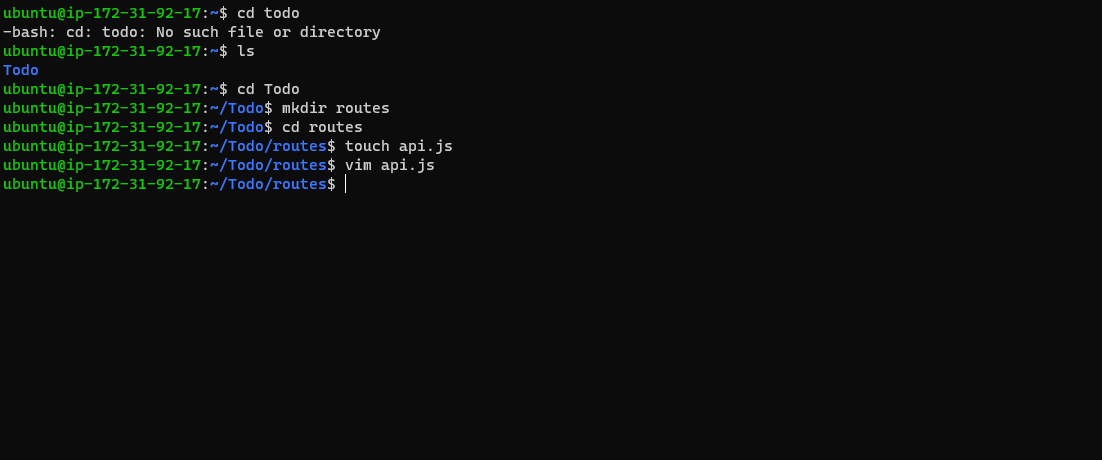 ubuntu@ip-172-31-92-17:~$ cd todo
-bash: cd: todo: No such file or directory
ubuntu@ip-172-31-92-17:~$ ls
Todo
ubuntu@ip-172-31-92-17:~$ cd Todo
ubuntu@ip-172-31-92-17:~/Todo$ mkdir routes
ubuntu@ip-172-31-92-17:~/Todo$ cd routes
ubuntu@ip-172-31-92-17:~/Todo/routes$ touch api.js
ubuntu@ip-172-31-92-17:~/Todo/routes$ vim api.js
ubuntu@ip-172-31-92-17:~/Todo/routes$